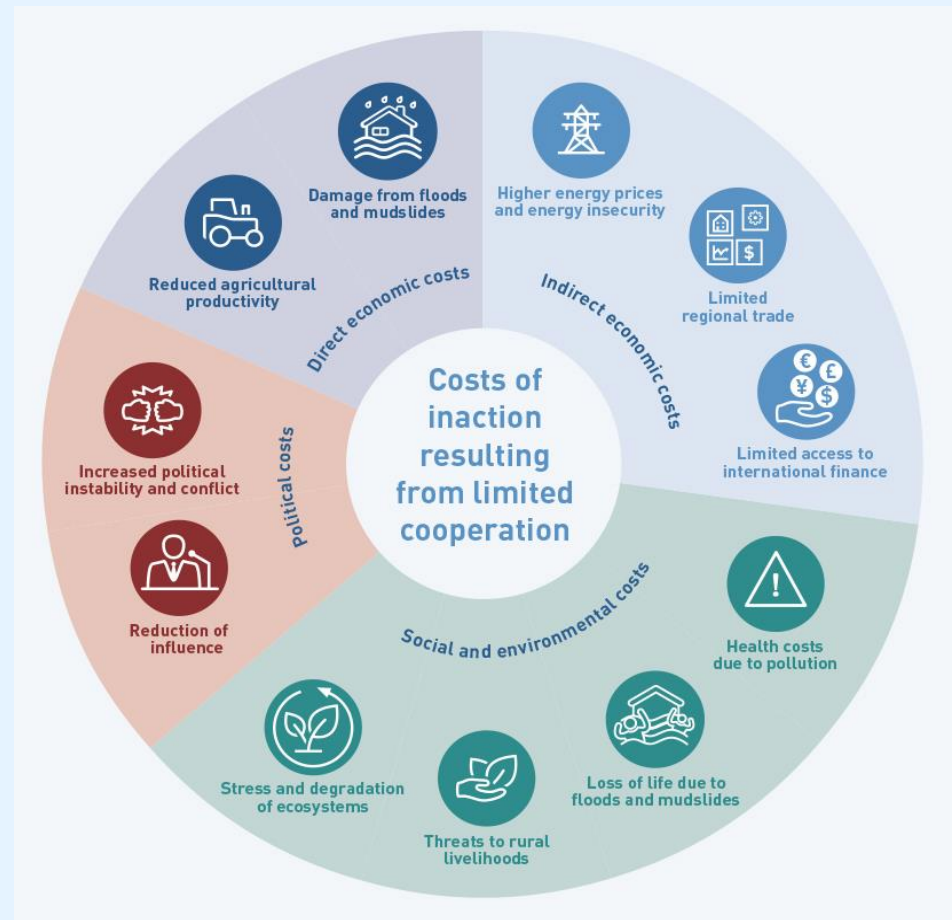 Costs of
inaction
resulting
from limited
cooperation
Direct economic costs
Damage from floods
and mudslides
Reduced agricultural
productivity
Indirect economic costs
Higher energy prices
and energy insecurity
Limited
regional trade
Limited access to
international finance
€
£
¥
$
$
Social and environmental costs
!
Health costs
due to pollution
Loss of life due to
floods and mudslides
Threats to rural
livelihoods
Stress and degradation
of ecosystems
Political costs
Reduction of
influence
Increased political
instability and conflict